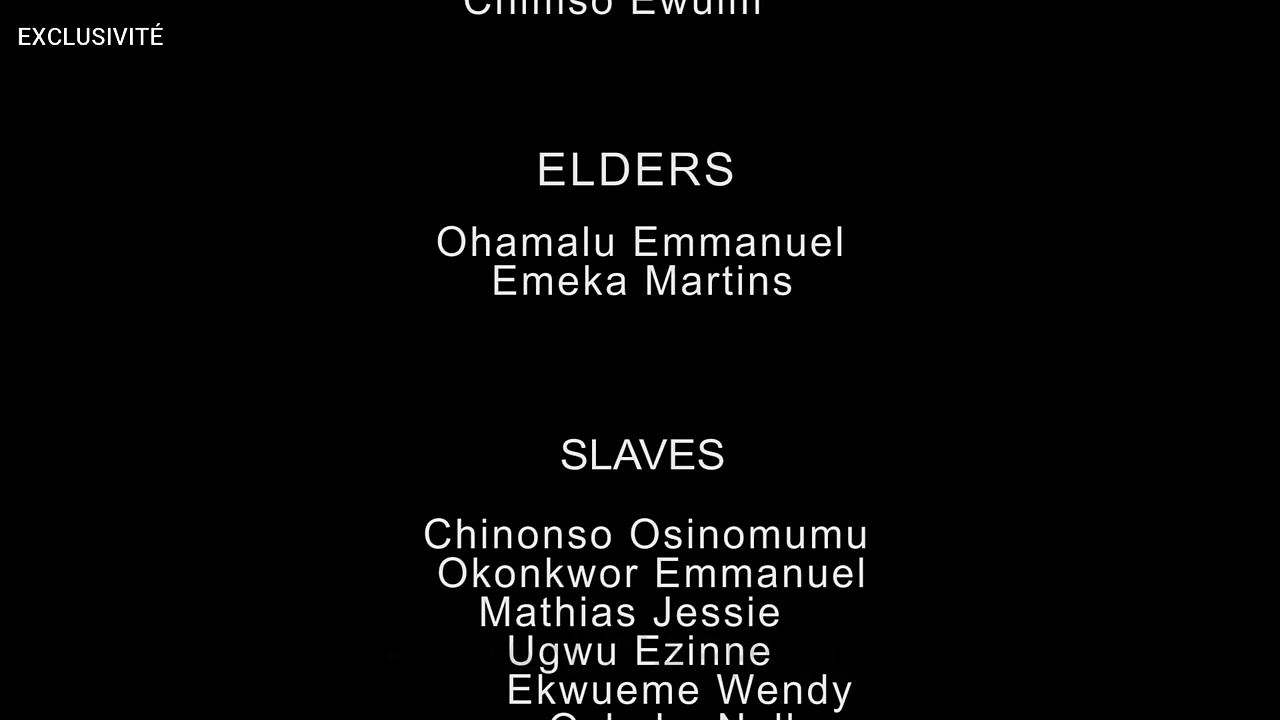 EXCLUSIVITÉ
ELDERS
Ohamalu Emmanuel
Emeka Martins
SLAVES
Chinonso Osinomumu
Okonkwor Emmanuel
Mathias Jessie
Ugwu Ezinne
Ekwueme Wendy